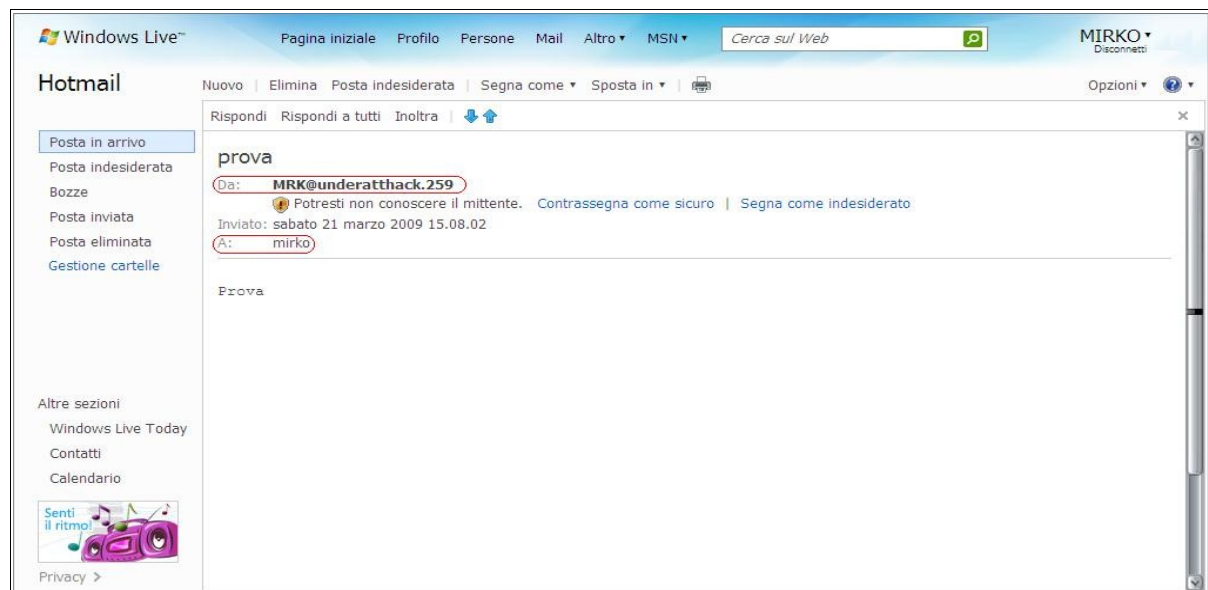 Windows Live™ Pagina iniziale Profilo Persone Mail Altro MSN Cerca sul Web MIRKO
Disconnetti
Hotmail Nuovo | Elimina Posta indesiderata | Segna come Sposta in | Opzioni
Rispondi Rispondi a tutti Inoltra
Posta in arrivo
Posta indesiderata
Bozze
Posta inviata
Posta eliminata
Gestione cartelle
prova
Da: MRK@underatthack.259
Potresti non conoscere il mittente. Contrassegna come sicuro | Segna come indesiderato
Inviato: sabato 21 marzo 2009 15.08.02
A: mirko
Prova
Altre sezioni
Windows Live Today
Contatti
Calendario
Senti
il ritmo!
Privacy >